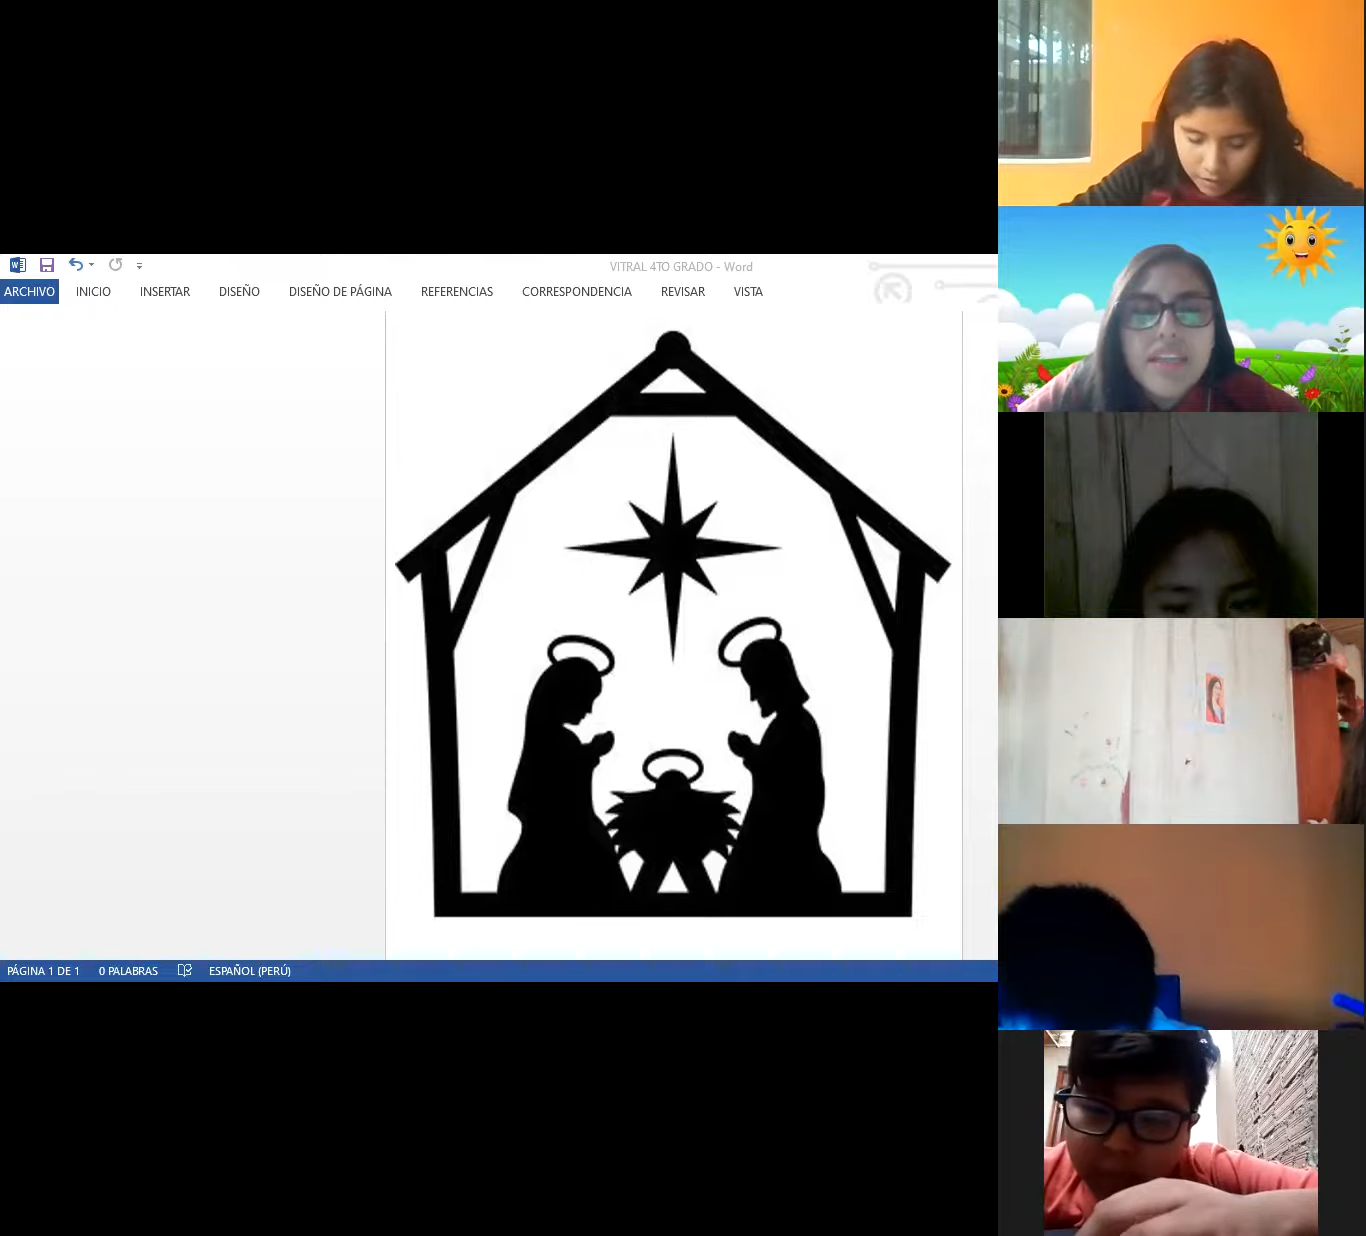 VITRAL 4TO GRADO - Word
ARCHIVO INICIO INSERTAR DISEÑO DISEÑO DE PÁGINA REFERENCIAS CORRESPONDENCIA REVISAR VISTA
PÁGINA 1 DE 1 0 PALABRAS ESPAÑOL (PERÚ)